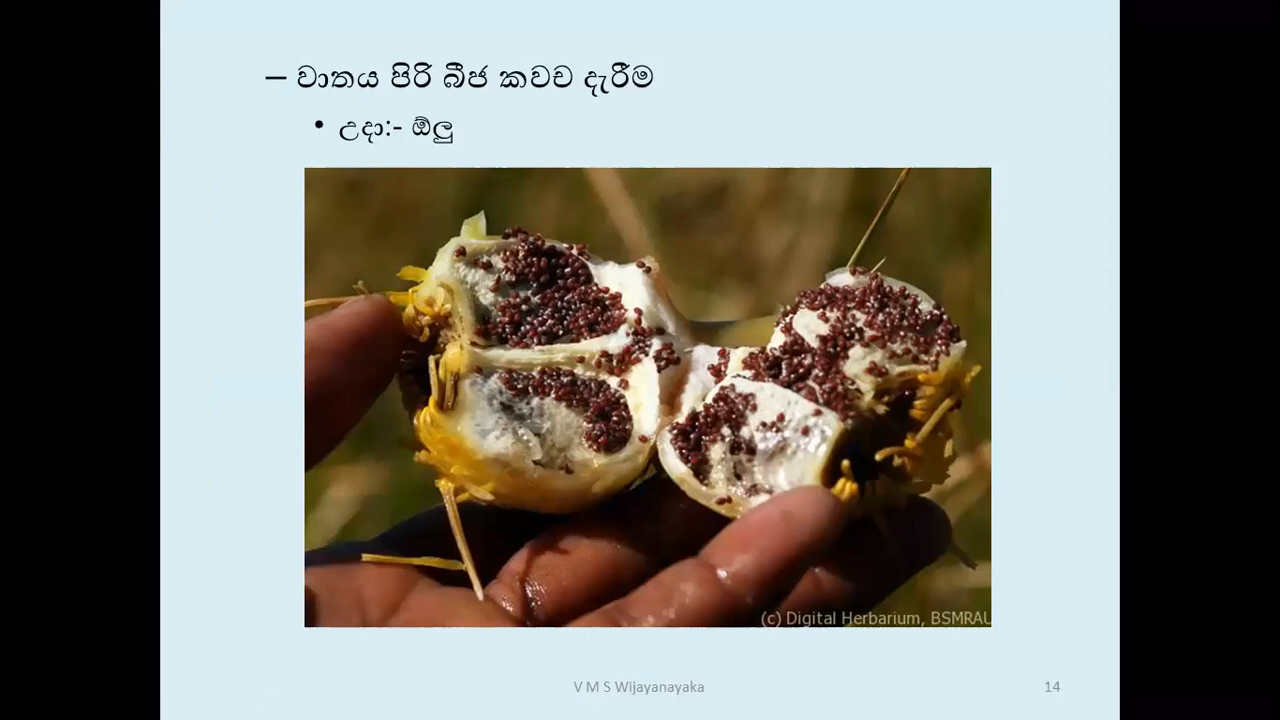 – වාතය පිරි බීජ කවච දැරීම
• උදා:- ඕලු
(c) Digital Herbarium, BSMRAU
V M S Wijayanayaka
14